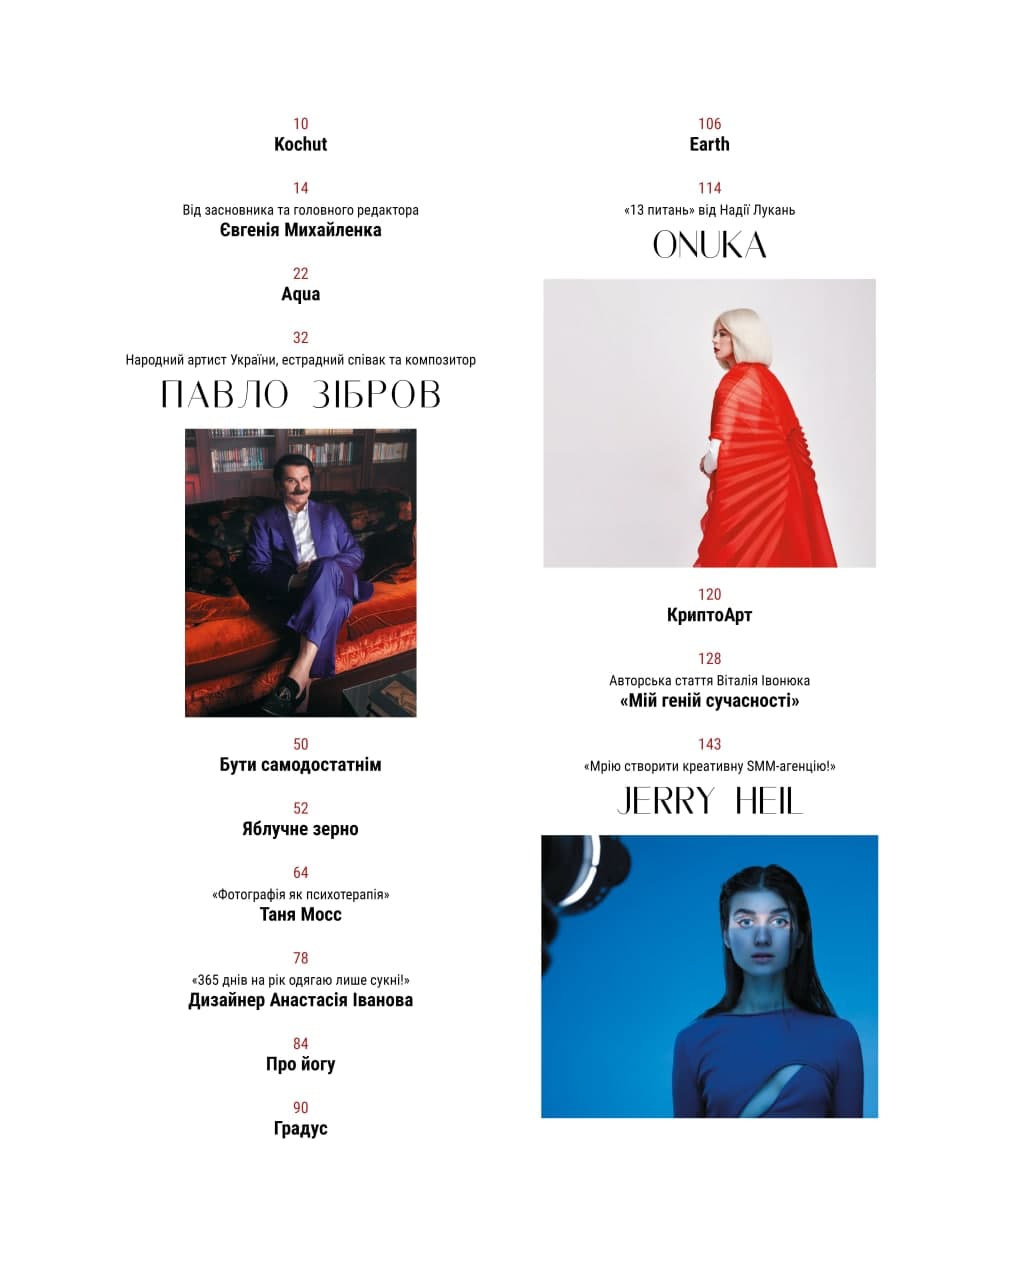 10
Kochut
14
Від засновника та головного редактора
Євгенія Михайленка
22
Aqua
32
Народний артист України, естрадний співак та композитор
ПАВЛО ЗІБРОВ
50
Бути самодостатнім
52
Яблучне зерно
64
«Фотографія як психотерапія»
Таня Мосс
78
«365 днів на рік одягаю лише сукні!»
Дизайнер Анастасія Іванова
84
Про йогу
90
Градус
106
Earth
114
«13 питань» від Надії Лукань
ONUKA
120
КриптоАрт
128
Авторська стаття Віталія Івонюка
«Мій геній сучасності»
143
«Мрію створити креативну SMM-агенцію!»
JERRY HEIL